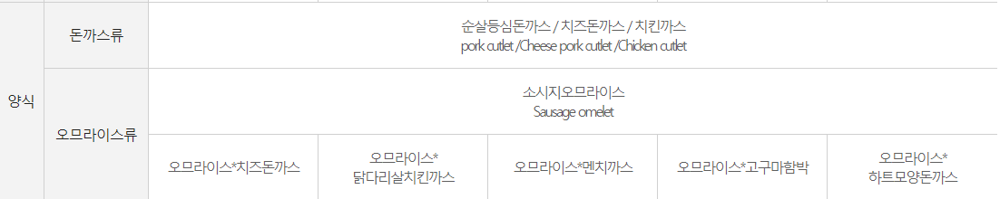 양식
돈까스류
순살등심돈까스 / 치즈돈까스 / 치킨까스
pork cutlet /Cheese pork cutlet /Chicken cutlet
오므라이스류
소시지오므라이스
Sausage omelet
오므라이스*치즈돈까스
오므라이스*
닭다리살치킨까스
오므라이스*멘치까스
오므라이스*고구마함박
오므라이스*
하트모양돈까스